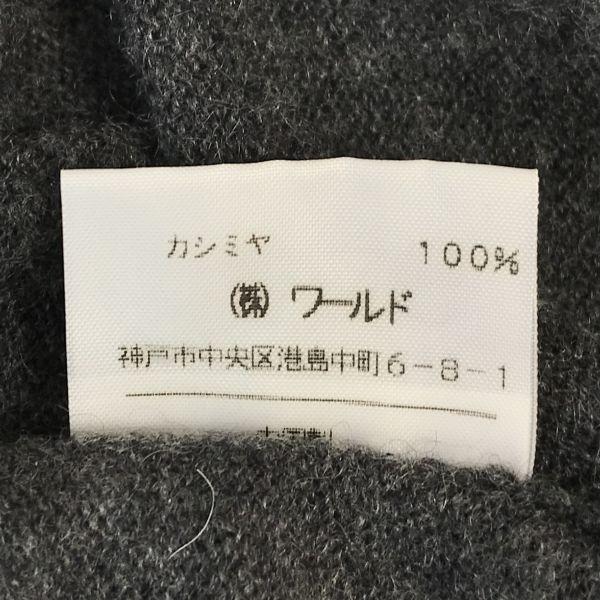 カシミヤ 100%
(株) ワールド
神戸市中央区港島中町6-8-1